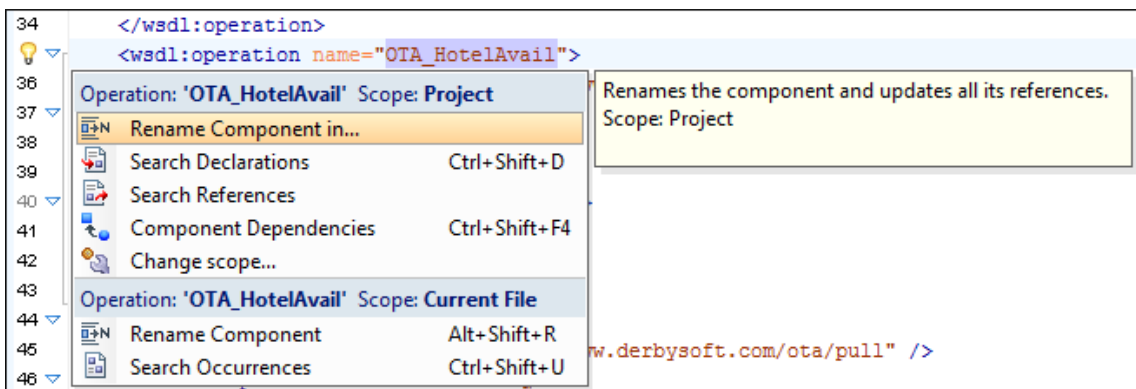 34 </wsdl:operation>
<wsdl:operation name="OTA_HotelAvail">
36
Operation: 'OTA_HotelAvail' Scope: Project
37
Rename Component in...
38
Search Declarations Ctrl+Shift+D
39
Search References
40
Component Dependencies Ctrl+Shift+F4
41
Change scope...
42
Operation: 'OTA_HotelAvail' Scope: Current File
43
44
Rename Component Alt+Shift+R
45 w.derbysoft.com/ota/pull" />
Search Occurrences Ctrl+Shift+U
46
Renames the component and updates all its references.
Scope: Project